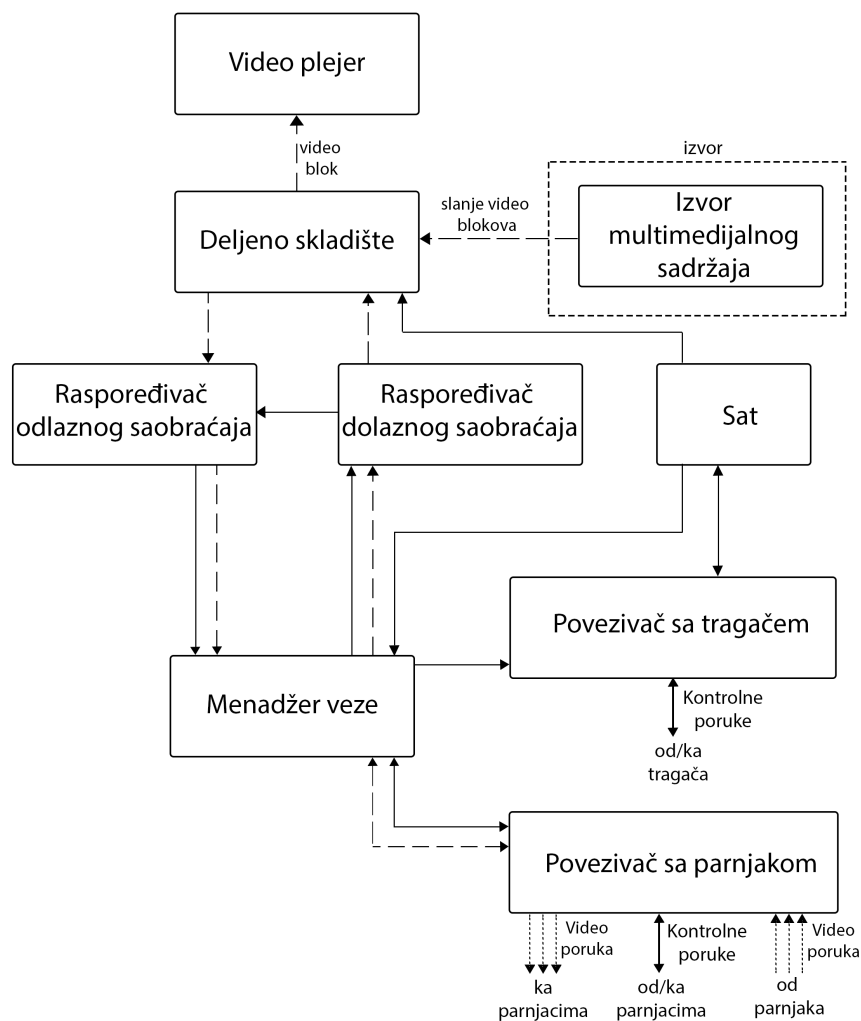 Video plejer
video
blok
izvor
Deljeno skladište
slanje video
blokova
Izvor
multimedijalnog
sadržaja
Raspoređivač
odlaznog saobraćaja
Raspoređivač
dolaznog saobraćaja
Sat
Povezivač sa tragačem
Menadžer veze
Kontrolne
poruke
od/ka
tragača
Povezivač sa parnjakom
Video
poruka
Kontrolne
poruke
Video
poruka
ka
parnjacima
od/ka
parnjacima
od
parnjaka